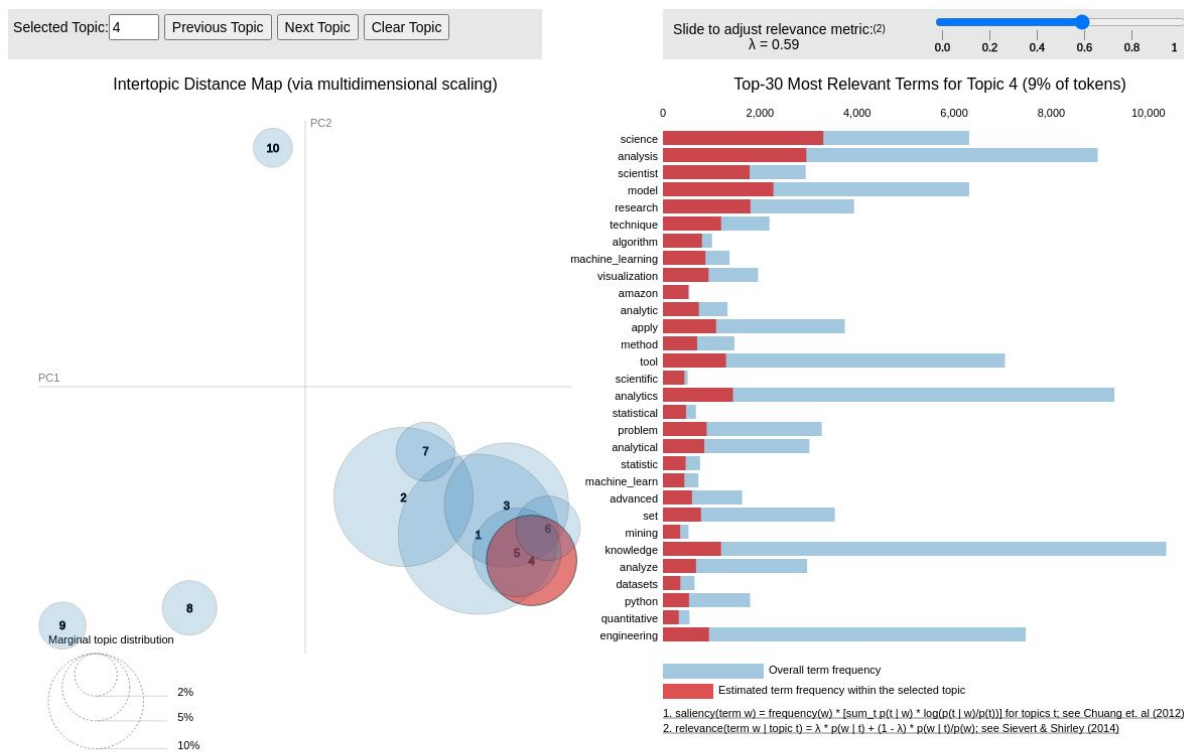 Selected Topic: 4 Previous Topic Next Topic Clear Topic
Slide to adjust relevance metric:(2)
λ = 0.59
0.0 0.2 0.4 0.6 0.8 1
Intertopic Distance Map (via multidimensional scaling)
PC2
PC1
10
7
2
3
1
6
5
4
8
9
Marginal topic distribution
2%
5%
10%
Top-30 Most Relevant Terms for Topic 4 (9% of tokens)
0 2,000 4,000 6,000 8,000 10,000
science
analysis
scientist
model
research
technique
algorithm
machine_learning
visualization
amazon
analytic
apply
method
tool
scientific
analytics
statistical
problem
analytical
statistic
machine_learn
advanced
set
mining
knowledge
analyze
datasets
python
quantitative
engineering
Overall term frequency
Estimated term frequency within the selected topic
1. saliency(term w) = frequency(w) * [sum_t p(t | w) * log(p(t | w)/p(t))] for topics t; see Chuang et. al (2012)
2. relevance(term w | topic t) = λ * p(w | t) + (1 - λ) * p(w | t)/p(w); see Sievert & Shirley (2014)